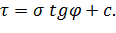 τ = σ tgφ + c.